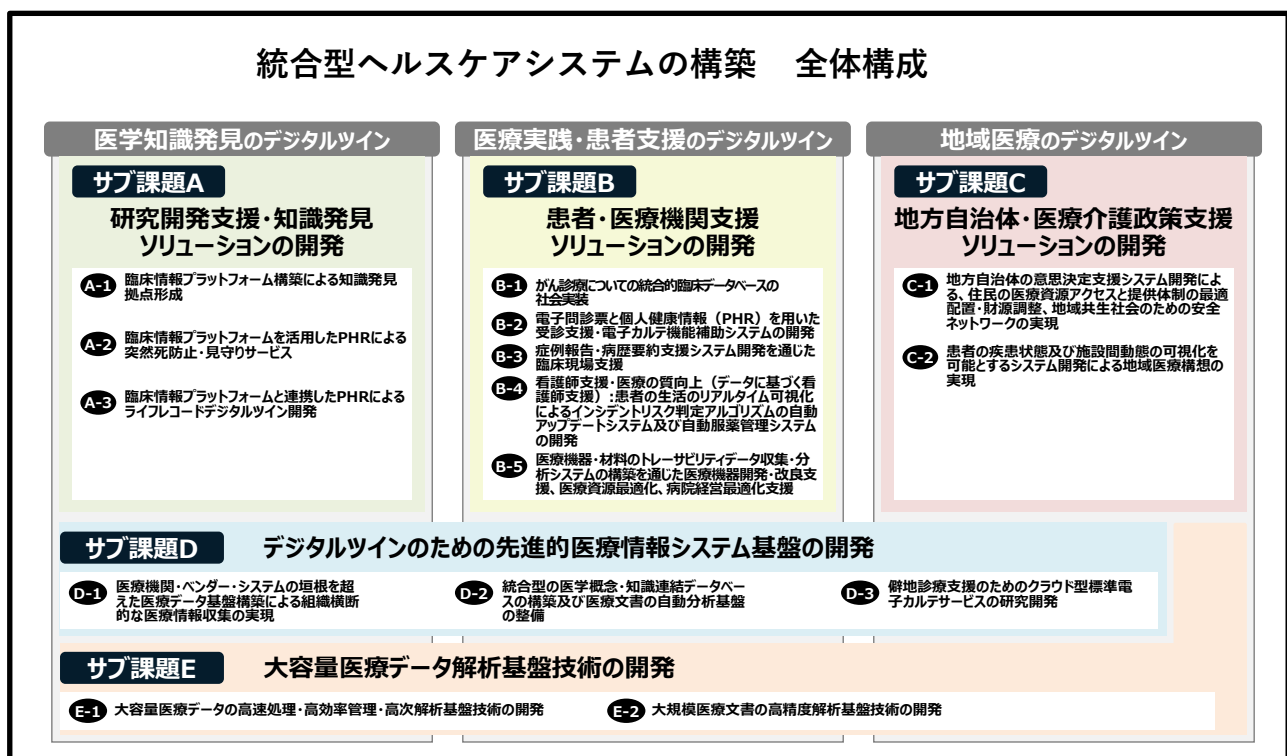 統合型ヘルスケアシステムの構築　全体構成
医学知識発見のデジタルツイン
医療実践・患者支援のデジタルツイン
地域医療のデジタルツイン
サブ課題A
研究開発支援・知識発見
ソリューションの開発
A-1 臨床情報プラットフォーム構築による知識発見
拠点形成
A-2 臨床情報プラットフォームを活用したPHRによる
突然死防止・見守りサービス
A-3 臨床情報プラットフォームと連携したPHRによる
ライフレコードデジタルツイン開発
サブ課題B
患者・医療機関支援
ソリューションの開発
B-1 がん診療についての統合的臨床データベースの
社会実装
B-2 電子問診票と個人健康情報（PHR）を用いた
受診支援・電子カルテ機能補助システムの開発
B-3 症例報告・病歴要約支援システム開発を通じた
臨床現場支援
B-4 看護師支援・医療の質向上（データに基づく看
護師支援）:患者の生活のリアルタイム可視化
によるインシデントリスク判定アルゴリズムの自動
アップデートシステム及び自動服薬管理システム
の開発
B-5 医療機器・材料のトレーサビリティデータ収集・分
析システムの構築を通じた医療機器開発・改良支
援、医療資源最適化、病院経営最適化支援
サブ課題C
地方自治体・医療介護政策支援
ソリューションの開発
C-1 地方自治体の意思決定支援システム開発によ
る、住民の医療資源アクセスと提供体制の最適
配置・財源調整、地域共生社会のための安全
ネットワークの実現
C-2 患者の疾患状態及び施設間動態の可視化を
可能とするシステム開発による地域医療構想の
実現
サブ課題D デジタルツインのための先進的医療情報システム基盤の開発
D-1 医療機関・ベンダー・システムの垣根を超
えた医療データ基盤構築による組織横断
的な医療情報収集の実現
D-2 統合型の医学概念・知識連結データベー
スの構築及び医療文書の自動分析基盤
の整備
D-3 僻地診療支援のためのクラウド型標準電
子カルテサービスの研究開発
サブ課題E 大容量医療データ解析基盤技術の開発
E-1 大容量医療データの高速処理・高効率管理・高次解析基盤技術の開発
E-2 大規模医療文書の高精度解析基盤技術の開発